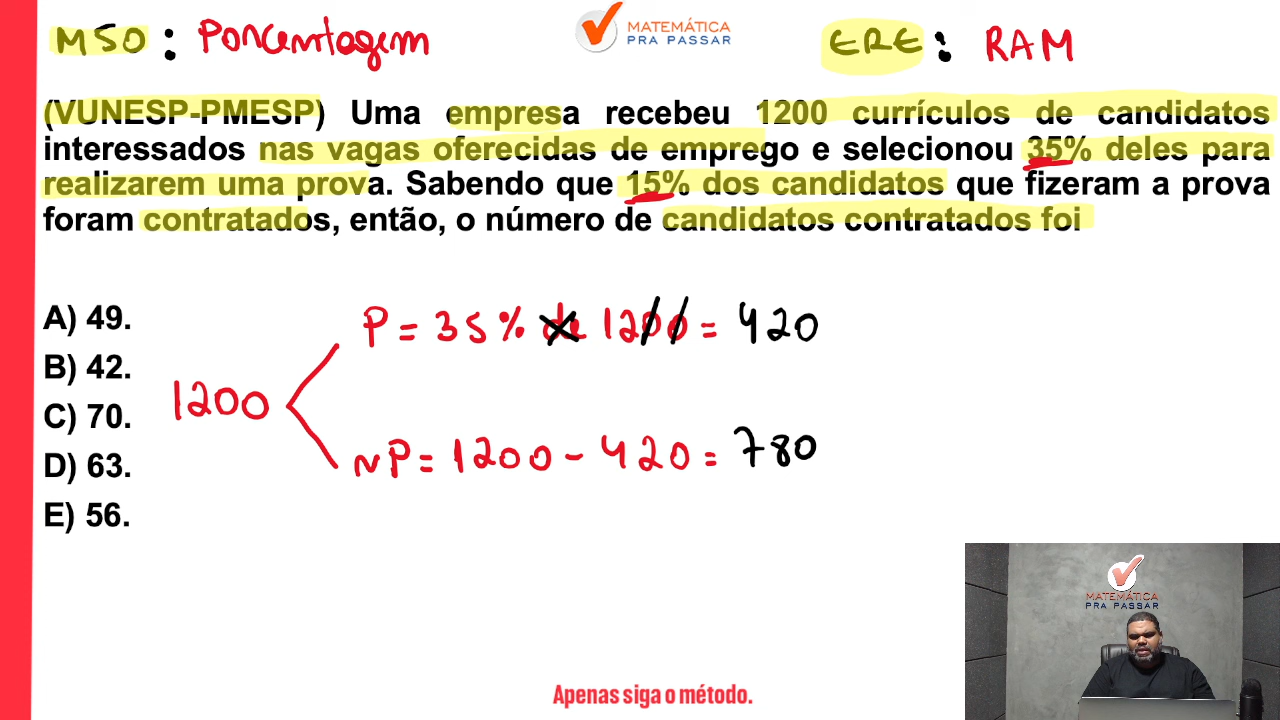 MSO : Porcentagem
MATEMÁTICA
PRA PASSAR
ERE : RAM
(VUNESP-PMESP) Uma empresa recebeu 1200 currículos de candidatos
interessados nas vagas oferecidas de emprego e selecionou 35% deles para
realizarem uma prova. Sabendo que 15% dos candidatos que fizeram a prova
foram contratados, então, o número de candidatos contratados foi
A) 49.
B) 42.
C) 70.
D) 63.
E) 56.
P = 35% de 1200 = 420
1200
NP = 1200 - 420 = 780
MATEMÁTICA
PRA PASSAR
Apenas siga o método.